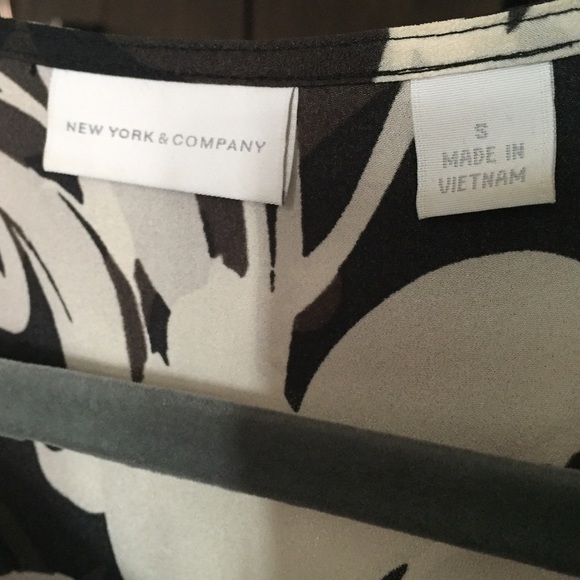 NEW YORK & COMPANY
S
MADE IN
VIETNAM